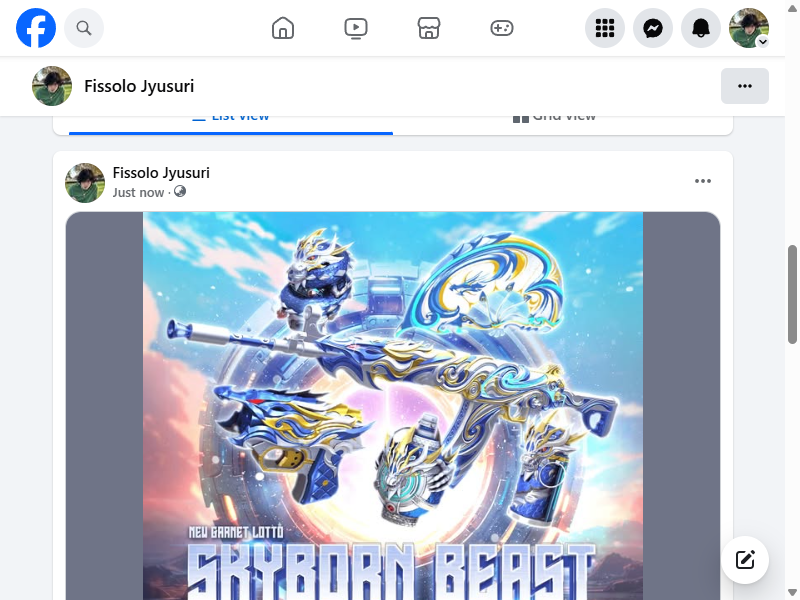 Fissolo Jyusuri
List view
Grid view
Fissolo Jyusuri
Just now ·
NEW GARNET LOTTO
SKYBORN BEAST